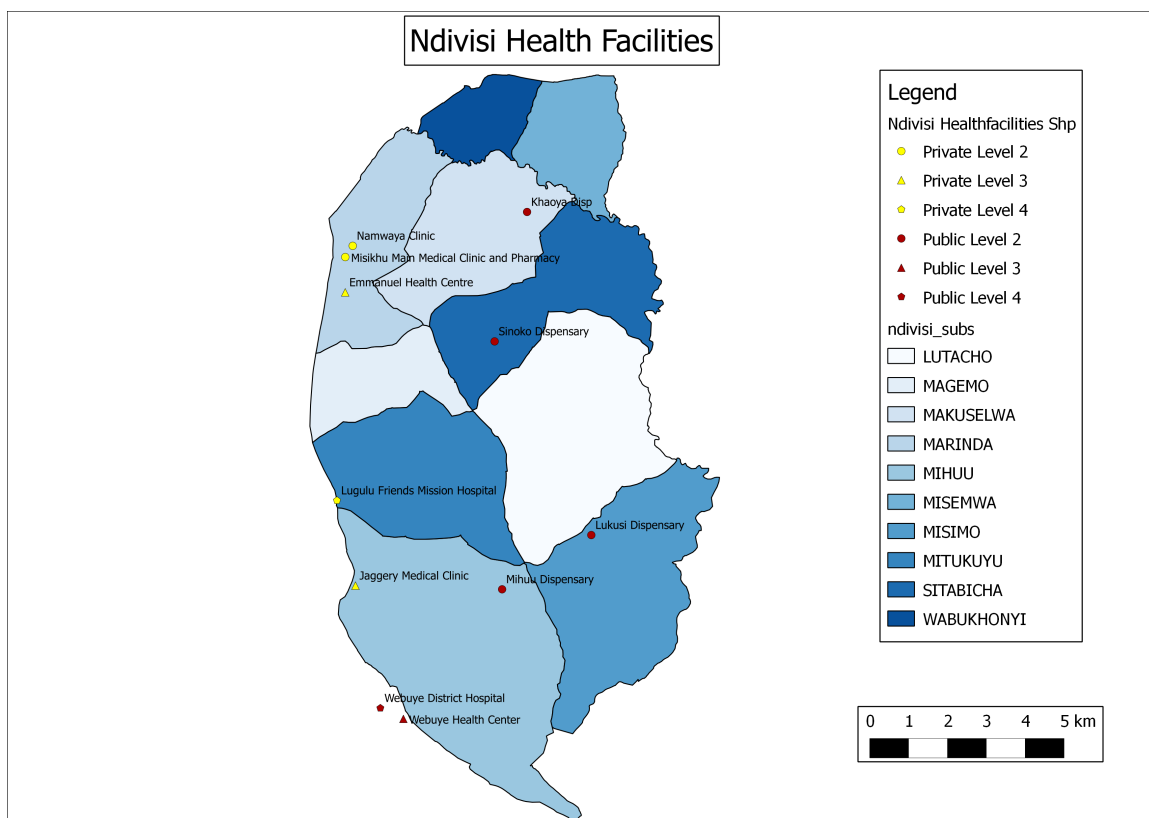 Ndivisi Health Facilities
Khaoya Disp
Namwaya Clinic
Misikhu Main Medical Clinic and Pharmacy
Emmanuel Health Centre
Sinoko Dispensary
Lugulu Friends Mission Hospital
Lukusi Dispensary
Jaggery Medical Clinic
Mihuu Dispensary
Webuye District Hospital
Webuye Health Center
Legend
Ndivisi Healthfacilities Shp
Private Level 2
Private Level 3
Private Level 4
Public Level 2
Public Level 3
Public Level 4
ndivisi_subs
LUTACHO
MAGEMO
MAKUSELWA
MARINDA
MIHUU
MISEMWA
MISIMO
MITUKUYU
SITABICHA
WABUKHONYI
0 1 2 3 4 5 km